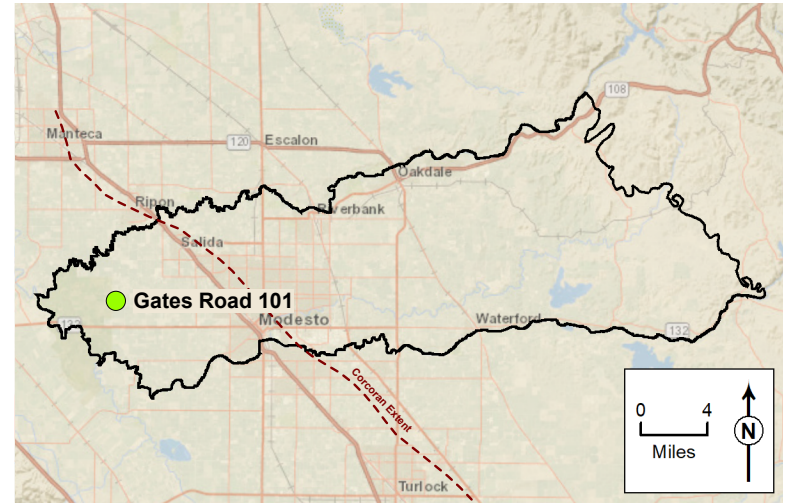 108
Manteca
120
Escalon
Oakdale
Ripon
Riverbank
Salida
Gates Road 101
132
Modesto
Waterford
132
Corcoran Extent
0 4
Miles
N
Turlock